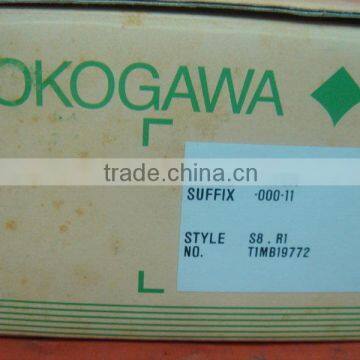 OKOGAWA
trade.china.cn
SUFFIX -000-11
STYLE S8.R1
NO. T1MB19772